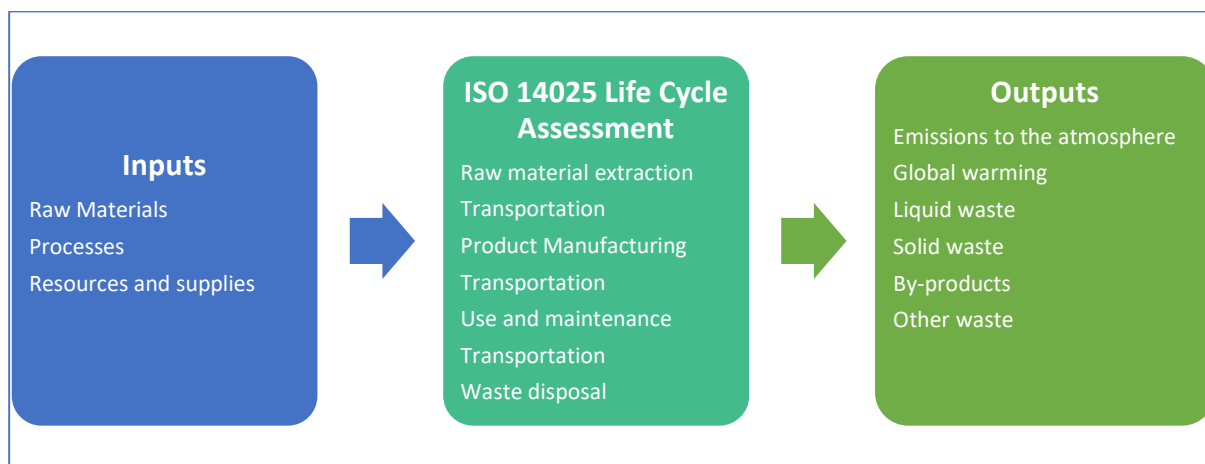 Inputs
Raw Materials
Processes
Resources and supplies
ISO 14025 Life Cycle
Assessment
Raw material extraction
Transportation
Product Manufacturing
Transportation
Use and maintenance
Transportation
Waste disposal
Outputs
Emissions to the atmosphere
Global warming
Liquid waste
Solid waste
By-products
Other waste